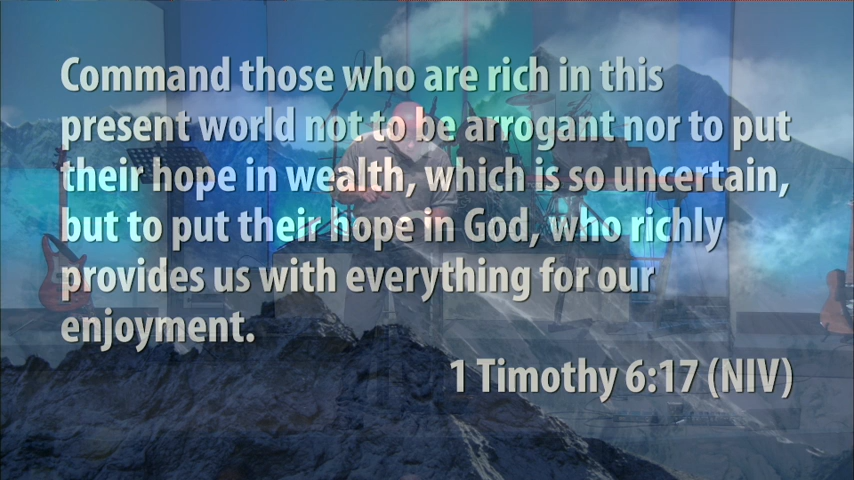 Command those who are rich in this
present world not to be arrogant nor to put
their hope in wealth, which is so uncertain,
but to put their hope in God, who richly
provides us with everything for our
enjoyment.
1 Timothy 6:17 (NIV)